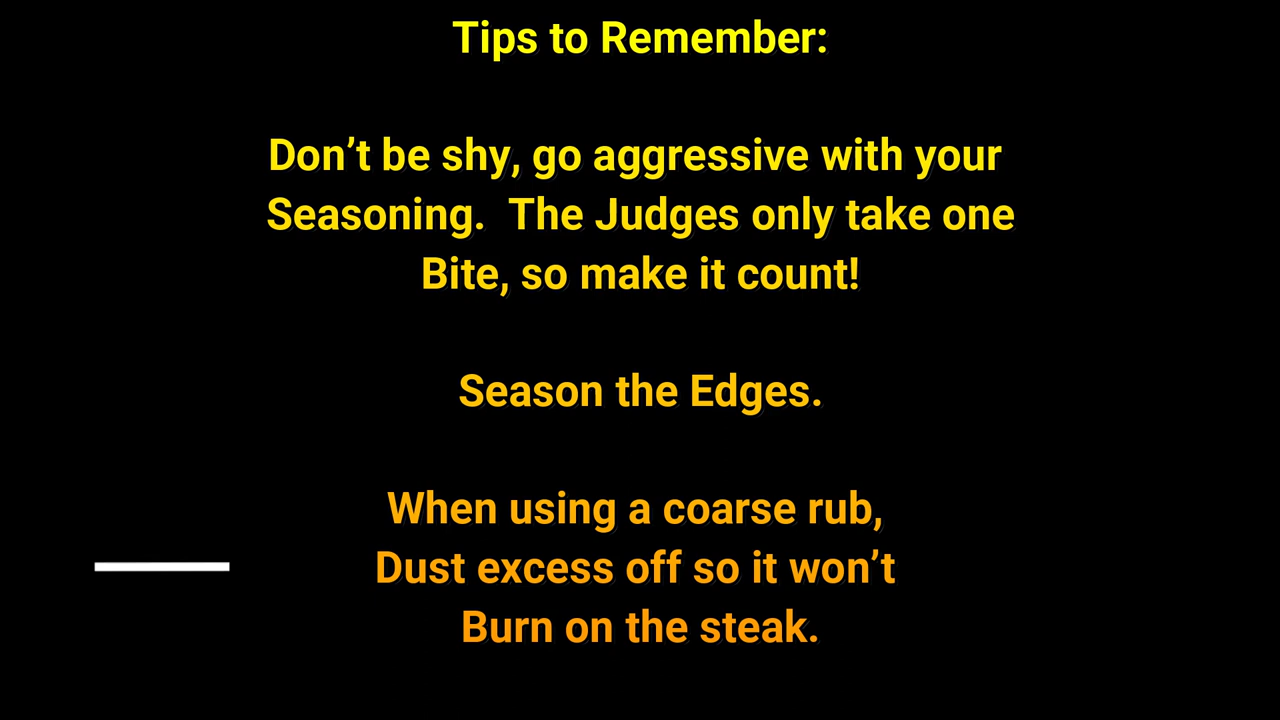 Tips to Remember:
Don’t be shy, go aggressive with your
Seasoning.  The Judges only take one
Bite, so make it count!
Season the Edges.
When using a coarse rub,
Dust excess off so it won’t
Burn on the steak.